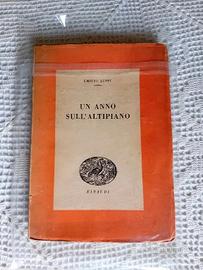 EMILIO LUSSU
UN ANNO
SULL'ALTIPIANO
EINAUDI